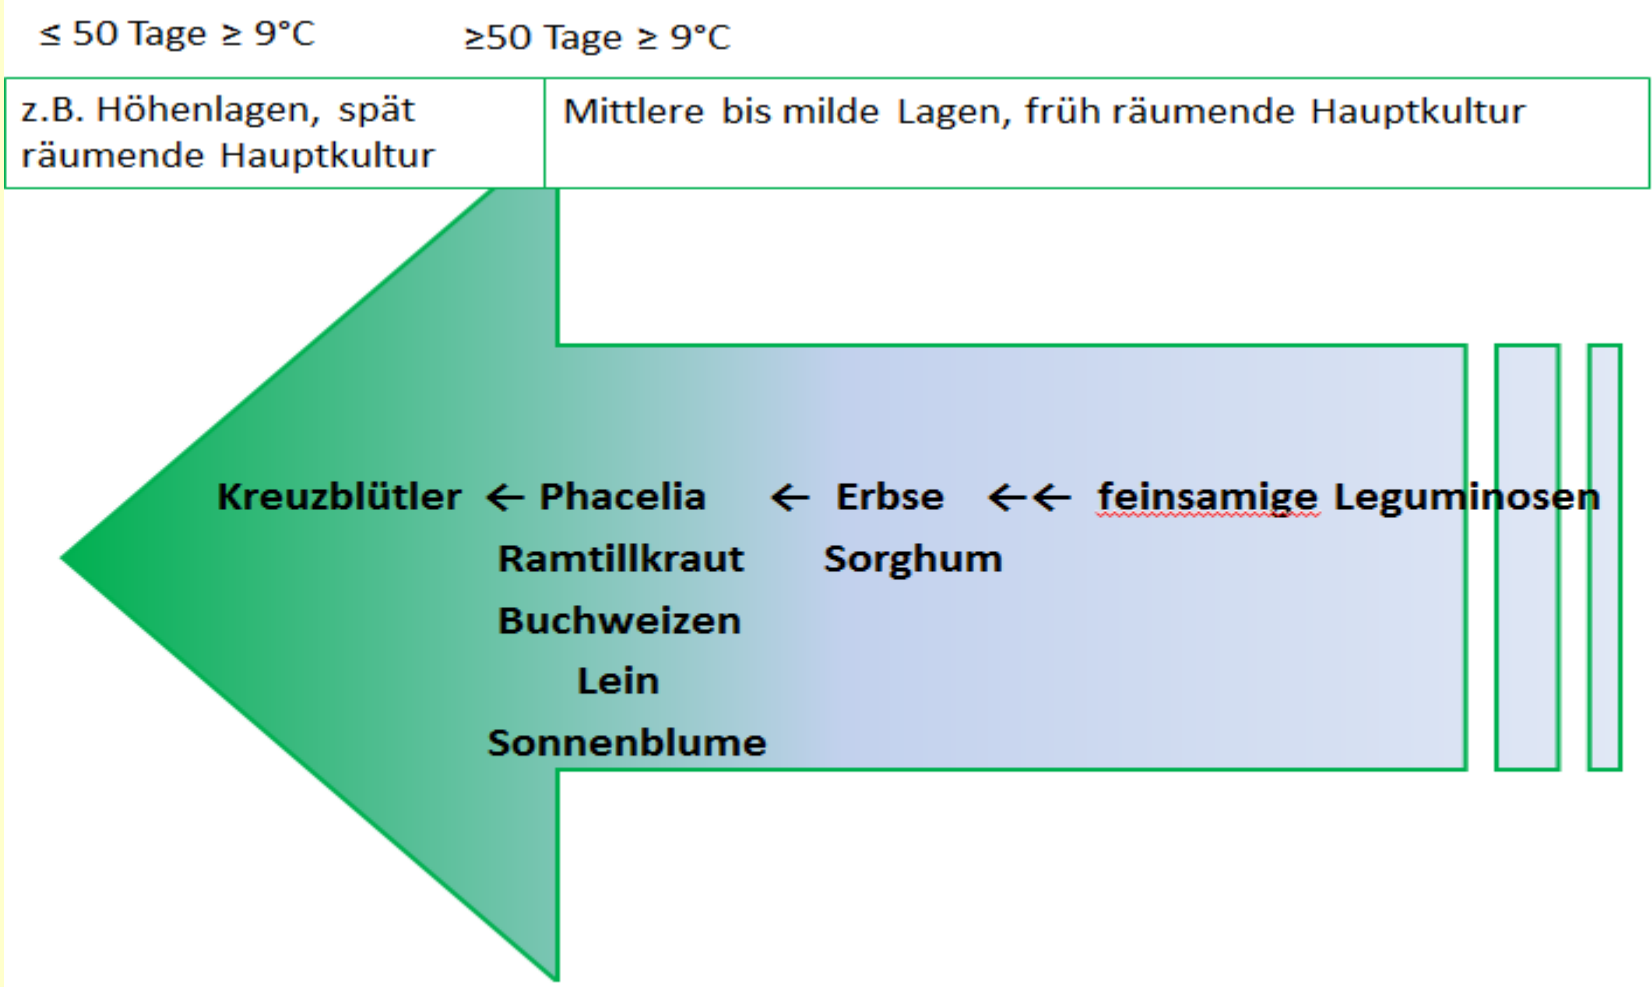 ≤ 50 Tage ≥ 9°C
≥50 Tage ≥ 9°C
z.B. Höhenlagen, spät
räumende Hauptkultur
Mittlere bis milde Lagen, früh räumende Hauptkultur
Kreuzblütler ← Phacelia ← Erbse ←← feinsamige Leguminosen
Ramtillkraut Sorghum
Buchweizen
Lein
Sonnenblume